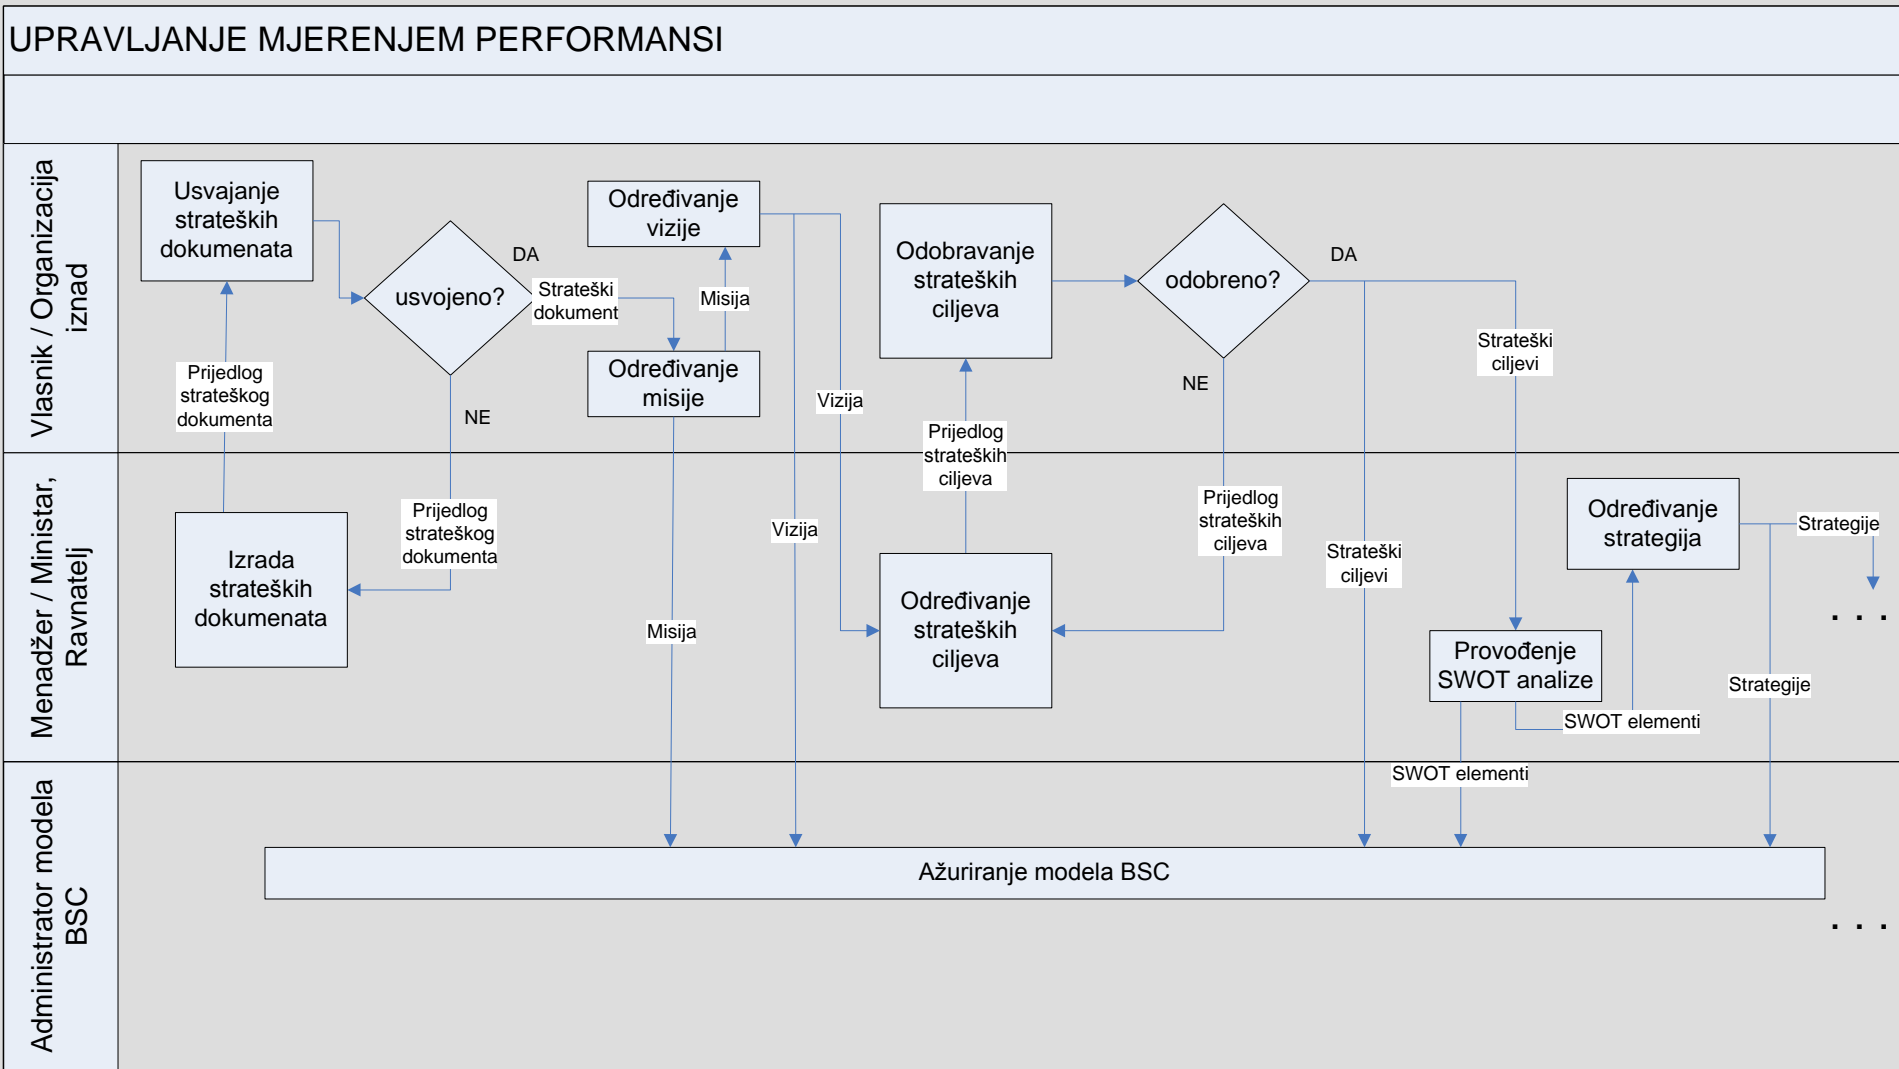 UPRAVLJANJE MJERENJEM PERFORMANSI
Vlasnik / Organizacija
iznad
Usvajanje
strateških
dokumenata
usvojeno?
DA
NE
Strateški
dokument
Određivanje
vizije
Misija
Određivanje
misije
Prijedlog
strateškog
dokumenta
Vizija
Odobravanje
strateških
ciljeva
odobreno?
DA
NE
Strateški
ciljevi
Prijedlog
strateških
ciljeva
Menadžer / Ministar,
Ravnatelj
Izrada
strateških
dokumenata
Prijedlog
strateškog
dokumenta
Misija
Vizija
Određivanje
strateških
ciljeva
Prijedlog
strateških
ciljeva
Strateški
ciljevi
Provođenje
SWOT analize
SWOT elementi
Određivanje
strategija
Strategije
. . .
Strategije
SWOT elementi
Administrator modela
BSC
Ažuriranje modela BSC
. . .